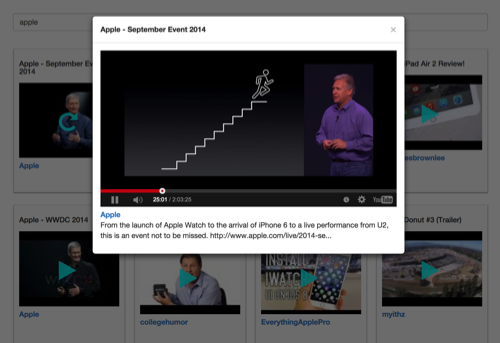 apple
Apple - September Event 2014
×
Apple - September Ev
2014
Pad Air 2 Review!
Apple
esbrownlee
25:01 / 2:03:25
YouTube
Apple
From the launch of Apple Watch to the arrival of iPhone 6 to a live performance from U2,
this is an event not to be missed. http://www.apple.com/live/2014-se...
Apple - WWDC 2014
Donut #3 (Trailer)
INSTALL
IWATCH
Apple
collegehumor
EverythingApplePro
myithz